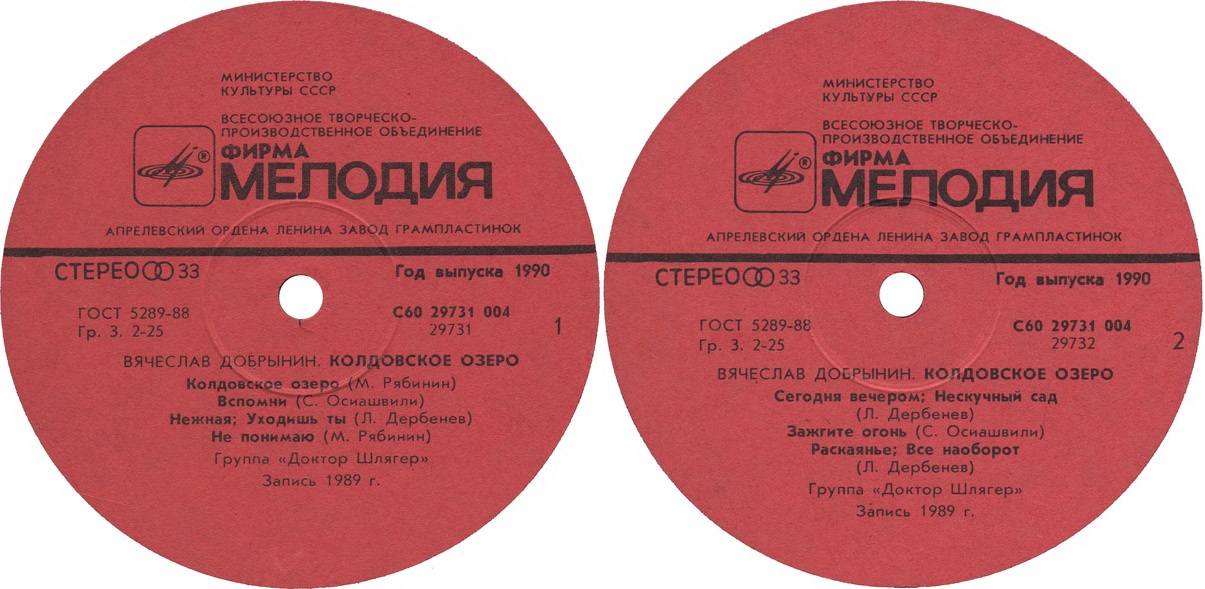 МИНИСТЕРСТВО
КУЛЬТУРЫ СССР
ВСЕСОЮЗНОЕ ТВОРЧЕСКО-
ПРОИЗВОДСТВЕННОЕ ОБЪЕДИНЕНИЕ
®
ФИРМА
МЕЛОДИЯ
АПРЕЛЕВСКИЙ ОРДЕНА ЛЕНИНА ЗАВОД ГРАМПЛАСТИНОК
СТЕРЕО 33
Год выпуска 1990
ГОСТ 5289-88
Гр. 3. 2-25
С60 29731 004
29731
1
ВЯЧЕСЛАВ ДОБРЫНИН. КОЛДОВСКОЕ ОЗЕРО
Колдовское озеро (М. Рябинин)
Вспомни (С. Осиашвили)
Нежная; Уходишь ты (Л. Дербенев)
Не понимаю (М. Рябинин)
Группа «Доктор Шлягер»
Запись 1989 г.
МИНИСТЕРСТВО
КУЛЬТУРЫ СССР
ВСЕСОЮЗНОЕ ТВОРЧЕСКО-
ПРОИЗВОДСТВЕННОЕ ОБЪЕДИНЕНИЕ
®
ФИРМА
МЕЛОДИЯ
АПРЕЛЕВСКИЙ ОРДЕНА ЛЕНИНА ЗАВОД ГРАМПЛАСТИНОК
СТЕРЕО 33
Год выпуска 1990
ГОСТ 5289-88
Гр. 3. 2-25
С60 29731 004
29732
2
ВЯЧЕСЛАВ ДОБРЫНИН. КОЛДОВСКОЕ ОЗЕРО
Сегодня вечером; Нескучный сад
(Л. Дербенев)
Зажгите огонь (С. Осиашвили)
Раскаянье; Все наоборот
(Л. Дербенев)
Группа «Доктор Шлягер»
Запись 1989 г.